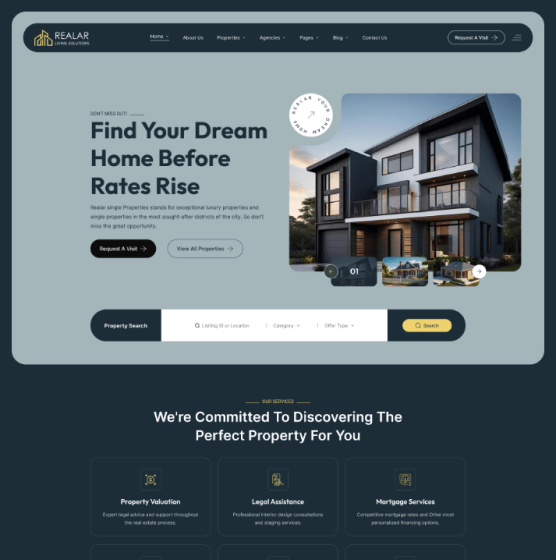 REALAR
LIVING SOLUTIONS
Home
About Us
Properties
Agencies
Pages
Blog
Contact Us
Request A Visit
DON'T MISS OUT!
Find Your Dream
Home Before
Rates Rise
REALAR YOUR DREAM HOME
Realar single Properties stands for exceptional luxury properties and
single properties in the most sought-after districts of the city. So don't
miss the great opportunity.
Request A Visit
View All Properties
01
Property Search
Listing ID or Location
Category
Offer Type
Search
OUR SERVICES
We're Committed To Discovering The
Perfect Property For You
Property Valuation
Expert legal advice and support throughout
the real estate process.
Legal Assistance
Professional interior design consultations
and staging services.
Mortgage Services
Competitive mortgage rates and Other most
personalized financing options.